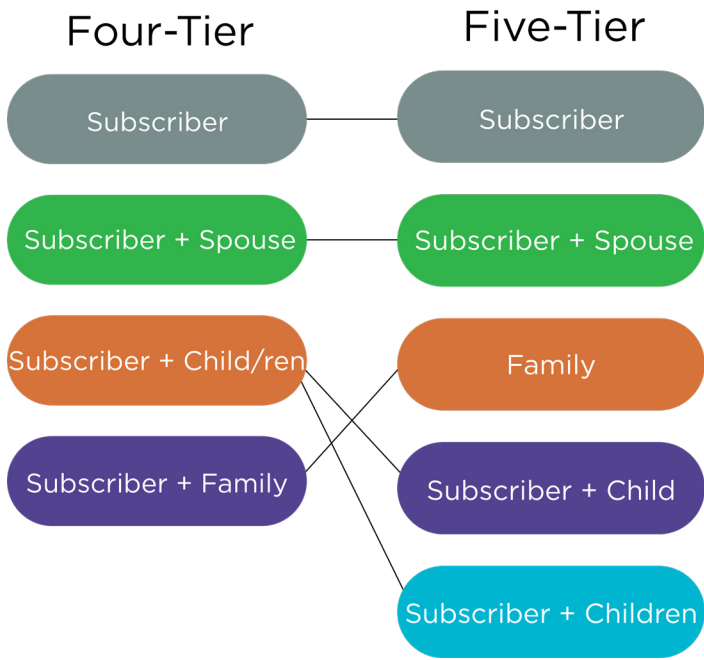 Four-Tier
Five-Tier
Subscriber
Subscriber
Subscriber + Spouse
Subscriber + Spouse
Subscriber + Child/ren
Family
Subscriber + Family
Subscriber + Child
Subscriber + Children